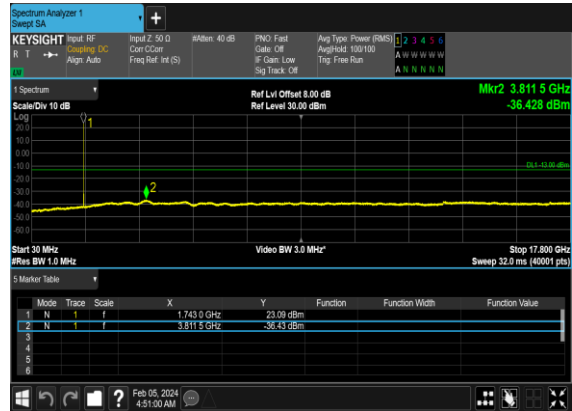 Spectrum Analyzer 1
Swept SA
+
KEYSIGHT Input: RF Input Z: 50 Ω #Atten: 40 dB PNO: Fast Avg Type: Power (RMS) 1 2 3 4 5 6
R T Coupling: DC Corr CCorr Gate: Off Avg|Hold: 100/100 A W W W W W
Align: Auto Freq Ref: Int (S) IF Gain: Low Trig: Free Run
Sig Track: Off A N N N N N
1 Spectrum Ref Lvl Offset 8.00 dB Mkr2 3.811 5 GHz
Scale/Div 10 dB Ref Level 30.00 dBm -36.428 dBm
Log
20.0
10.0
0.00
-10.0
-20.0
-30.0
-40.0
-50.0
-60.0
1
2
DL1 -13.00 dBm
Start 30 MHz Video BW 3.0 MHz* Stop 17.800 GHz
#Res BW 1.0 MHz Sweep 32.0 ms (40001 pts)
5 Marker Table
Mode Trace Scale X Y Function Function Width Function Value
1 N 1 f 1.743 0 GHz 23.09 dBm
2 N 1 f 3.811 5 GHz -36.43 dBm
3
4
5
6
? Feb 05, 2024
4:51:00 AM